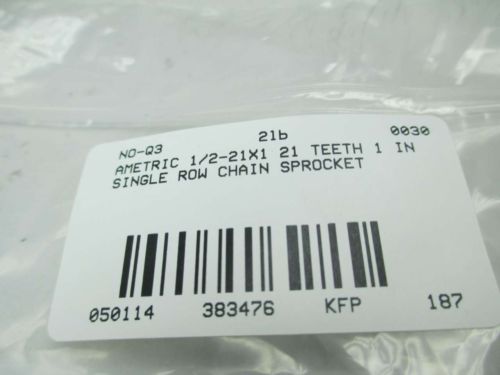 NO-Q3 21b 0030
AMETRIC 1/2-21X1 21 TEETH 1 IN
SINGLE ROW CHAIN SPROCKET
050114 383476 KFP 187